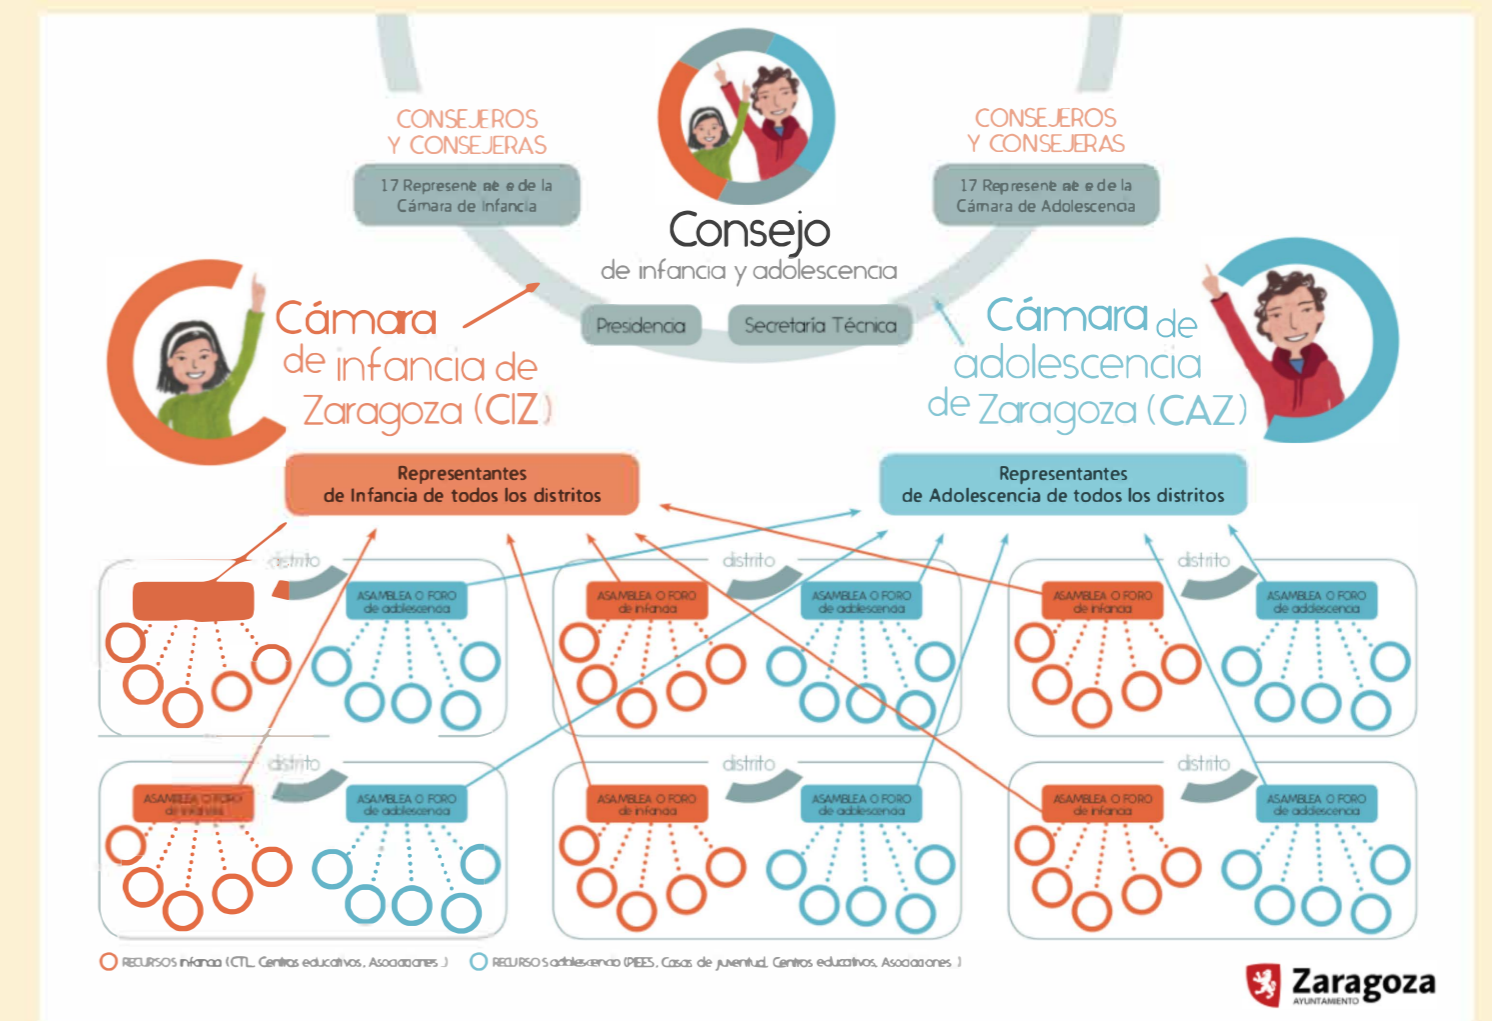 CONSEJEROS
Y CONSEJERAS
17 Represent de la
Cámara de Infancia
CONSEJEROS
Y CONSEJERAS
17 Represent de la
Cámara de Adolescencia
Consejo
de infancia y adolescencia
Presidencia
Secretaría Técnica
Cámara
de infancia de
Zaragoza (CIZ)
Cámara de
adolescencia
de Zaragoza (CAZ)
Representantes
de Infancia de todos los distritos
Representantes
de Adolescencia de todos los distritos
distrito
ASAMBLEA O FORO
de adolescencia
distrito
ASAMBLEA O FORO
de infancia
ASAMBLEA O FORO
de adolescencia
distrito
ASAMBLEA O FORO
de infancia
ASAMBLEA O FORO
de adolescencia
distrito
ASAMBLEA O FORO
de infancia
ASAMBLEA O FORO
de adolescencia
distrito
ASAMBLEA O FORO
de infancia
ASAMBLEA O FORO
de adolescencia
distrito
ASAMBLEA O FORO
de infancia
ASAMBLEA O FORO
de adolescencia
RECURSOS infancia (CTL, Centros educativos, Asociaciones...)
RECURSOS adolescencia (PIEES, Casas de juventud, Centros educativos, Asociaciones...)
Zaragoza
AYUNTAMIENTO